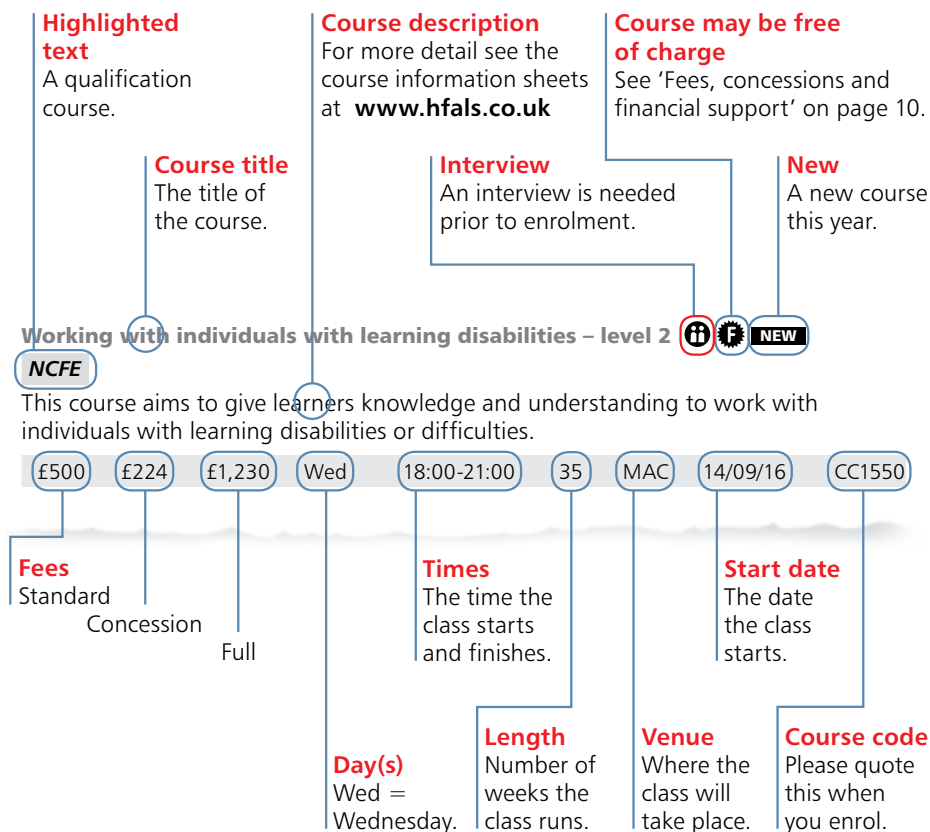 Highlighted
text
A qualification
course.
Course description
For more detail see the
course information sheets
at www.hfals.co.uk
Course may be free
of charge
See ‘Fees, concessions and
financial support’ on page 10.
Course title
The title of
the course.
Interview
An interview is needed
prior to enrolment.
New
A new course
this year.
Working with individuals with learning disabilities – level 2 F NEW
NCFE
This course aims to give learners knowledge and understanding to work with
individuals with learning disabilities or difficulties.
£500 £224 £1,230 Wed 18:00-21:00 35 MAC 14/09/16 CC1550
Fees
Standard
Concession
Full
Times
The time the
class starts
and finishes.
Start date
The date
the class
starts.
Day(s)
Wed =
Wednesday.
Length
Number of
weeks the
class runs.
Venue
Where the
class will
take place.
Course code
Please quote
this when
you enrol.